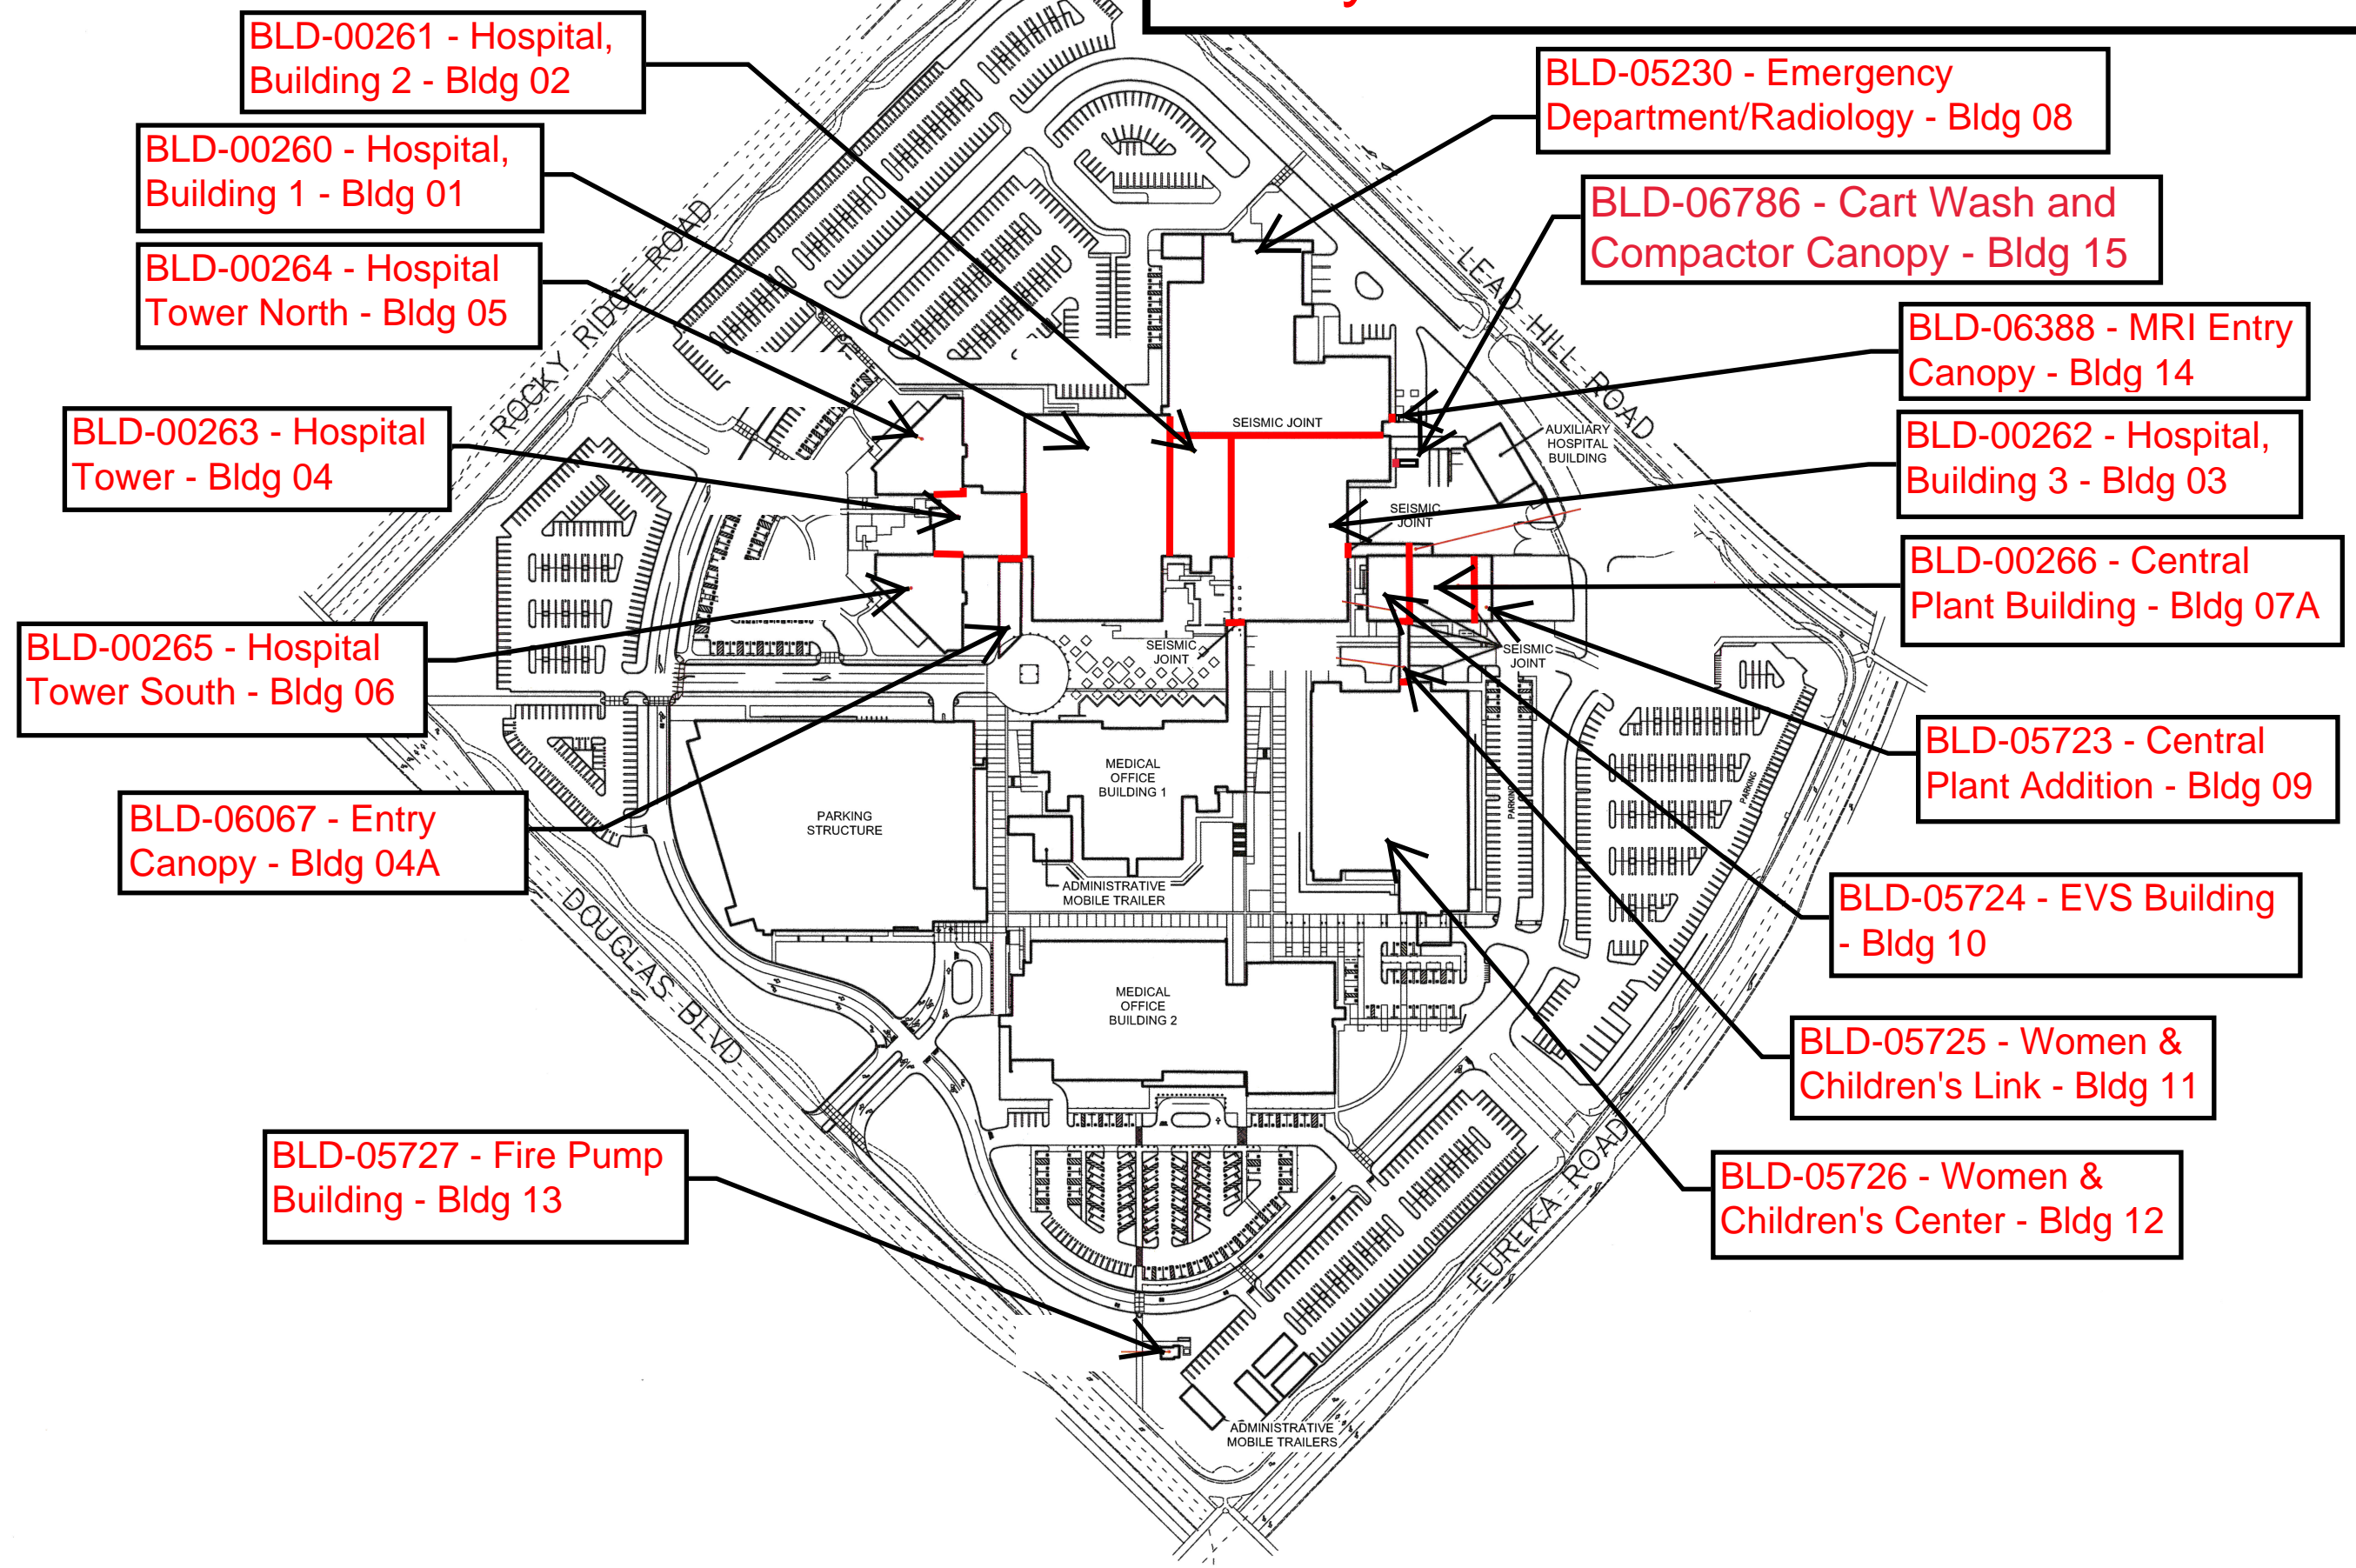 BLD-00261 - Hospital,
Building 2 - Bldg 02
BLD-00260 - Hospital,
Building 1 - Bldg 01
BLD-00264 - Hospital
Tower North - Bldg 05
BLD-00263 - Hospital
Tower - Bldg 04
BLD-00265 - Hospital
Tower South - Bldg 06
BLD-06067 - Entry
Canopy - Bldg 04A
BLD-05727 - Fire Pump
Building - Bldg 13
BLD-05230 - Emergency
Department/Radiology - Bldg 08
BLD-06786 - Cart Wash and
Compactor Canopy - Bldg 15
BLD-06388 - MRI Entry
Canopy - Bldg 14
BLD-00262 - Hospital,
Building 3 - Bldg 03
BLD-00266 - Central
Plant Building - Bldg 07A
BLD-05723 - Central
Plant Addition - Bldg 09
BLD-05724 - EVS Building
- Bldg 10
BLD-05725 - Women &
Children's Link - Bldg 11
BLD-05726 - Women &
Children's Center - Bldg 12
ROCKY RIDGE ROAD
LEAD HILL ROAD
DOUGLAS BLVD
EUREKA ROAD
SEISMIC JOINT
AUXILIARY
HOSPITAL
BUILDING
SEISMIC
JOINT
SEISMIC
JOINT
SEISMIC
JOINT
PARKING
STRUCTURE
MEDICAL
OFFICE
BUILDING 1
ADMINISTRATIVE
MOBILE TRAILER
MEDICAL
OFFICE
BUILDING 2
PARKING
PARKING
ADMINISTRATIVE
MOBILE TRAILERS